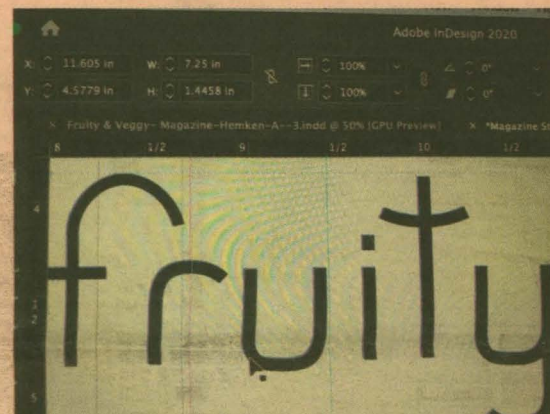 Adobe InDesign 2020
X: 11.605 in W: 7.25 in 100% 0°
Y: 4.5779 in H: 1.4458 in 100% 0°
× Fruity & Veggy- Magazine-Hemken-A--3.indd @ 50% [GPU Preview] × *Magazine
8 1/2 9 1/2 10 1/2
4
fruity
1
2
5